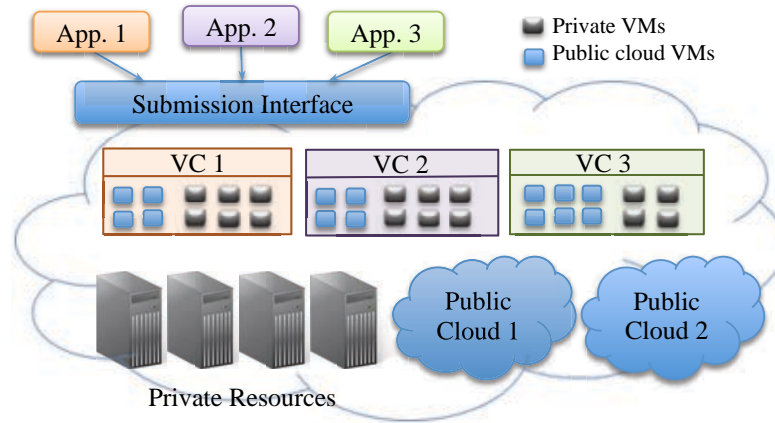 App. 1
App. 2
App. 3
Private VMs
Public cloud VMs
Submission Interface
VC 1
VC 2
VC 3
Public
Cloud 1
Public
Cloud 2
Private Resources